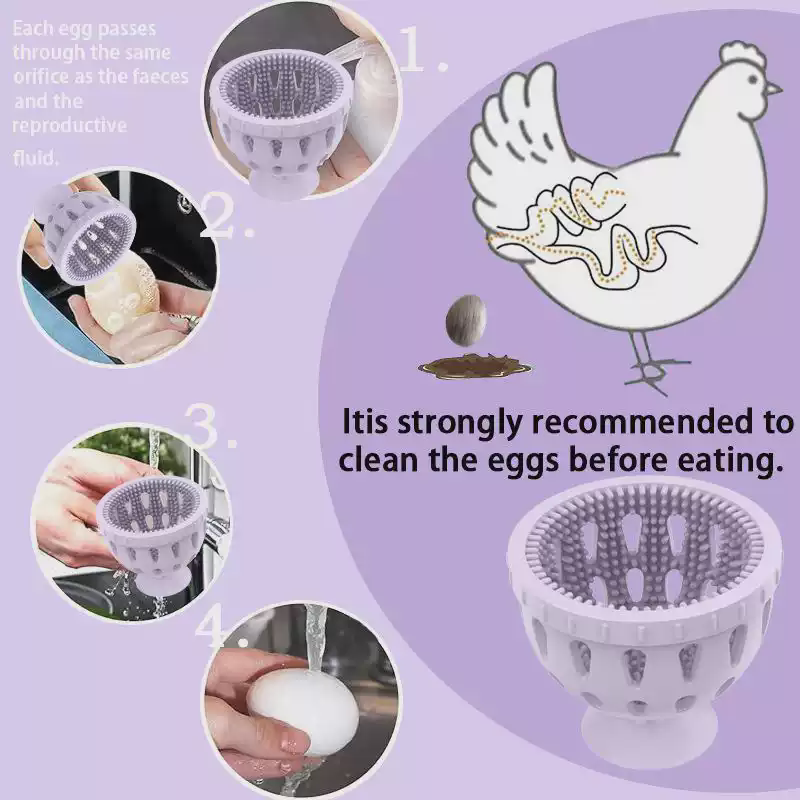 Each egg passes
through the same
orifice as the faeces
and the
reproductive
fluid.
1.
2.
3.
4.
Itis strongly recommended to
clean the eggs before eating.